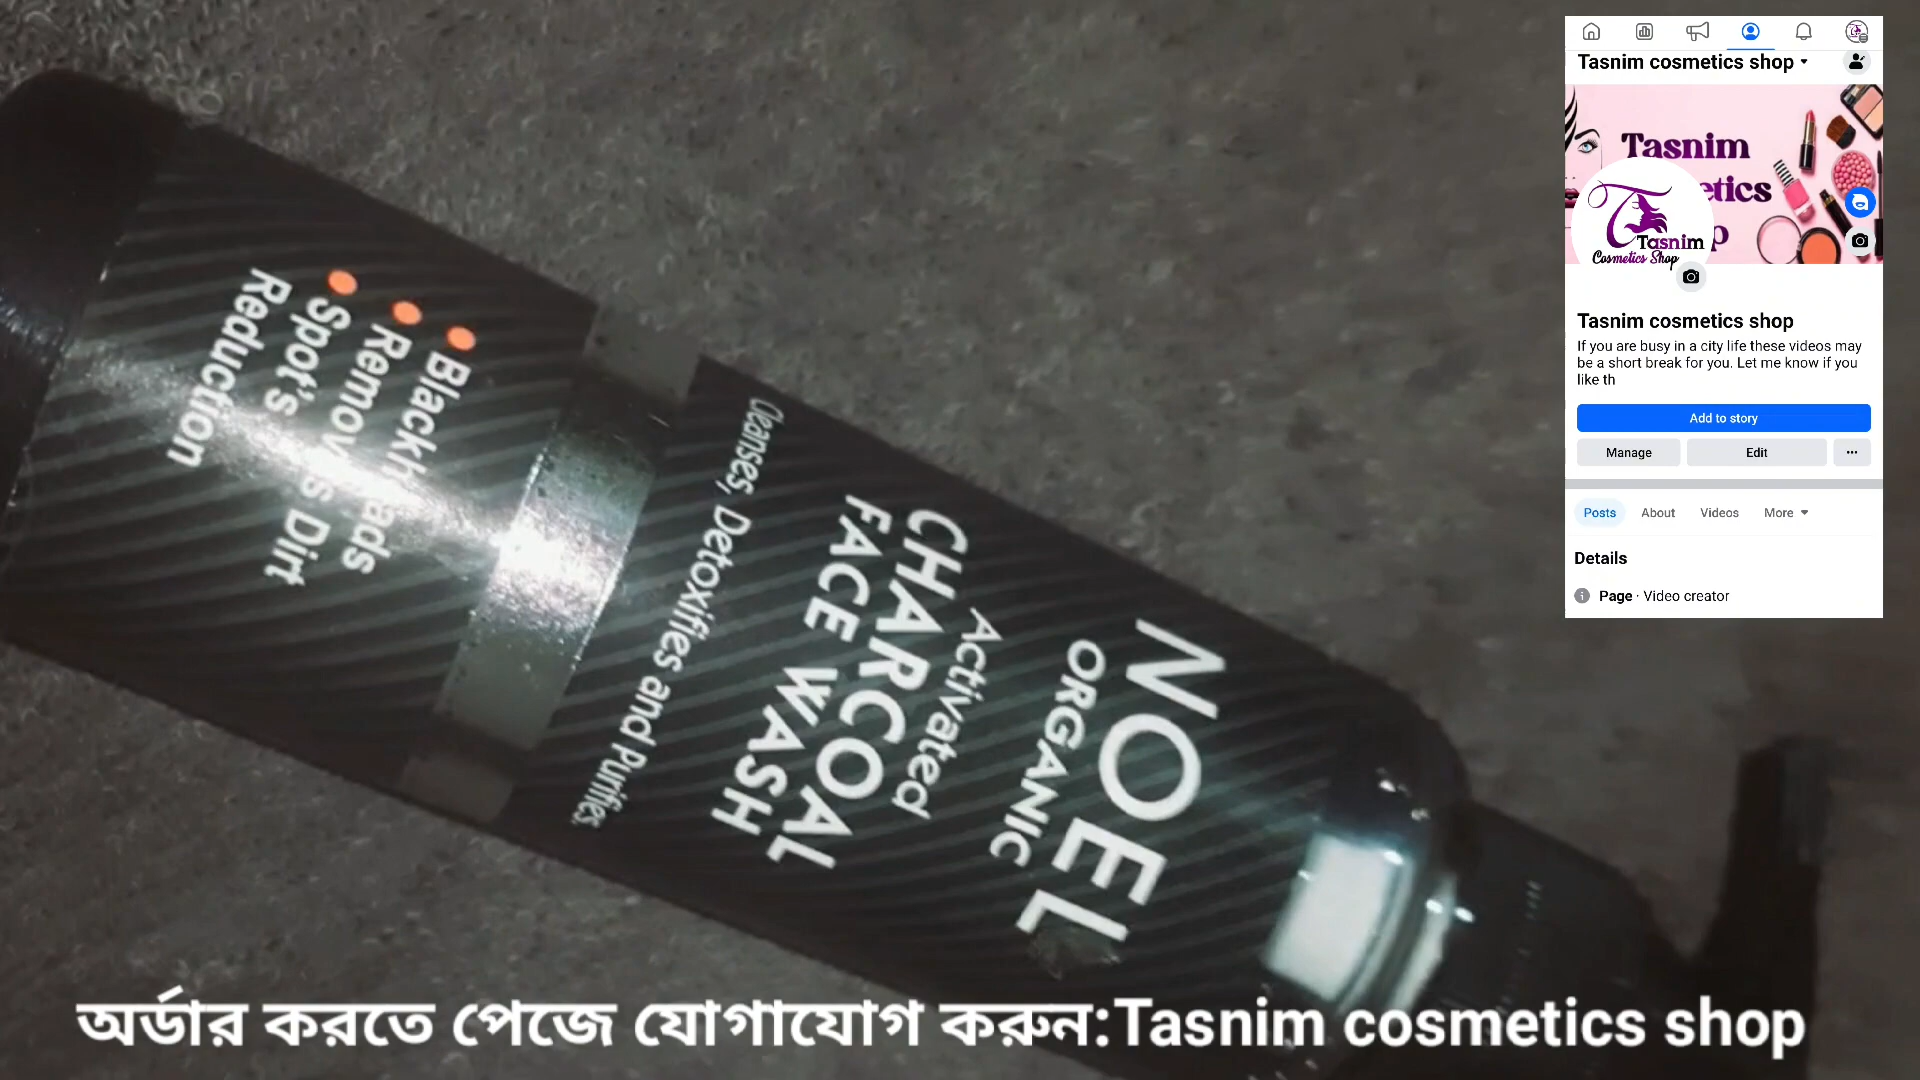 NOEL
ORGANIC
Activated
CHARCOAL
FACE WASH
Cleanses, Detoxifies and Purifies.
Blackheads
Removes Dirt
Spot's
Reduction
Tasnim cosmetics shop
Tasnim
Tasnim
Cosmetics Shop
Tasnim cosmetics shop
If you are busy in a city life these videos may
be a short break for you. Let me know if you
like th
Add to story
Manage
Edit
Posts
About
Videos
More
Details
Page · Video creator
অর্ডার করতে পেজে যোগাযোগ করুন:Tasnim cosmetics shop